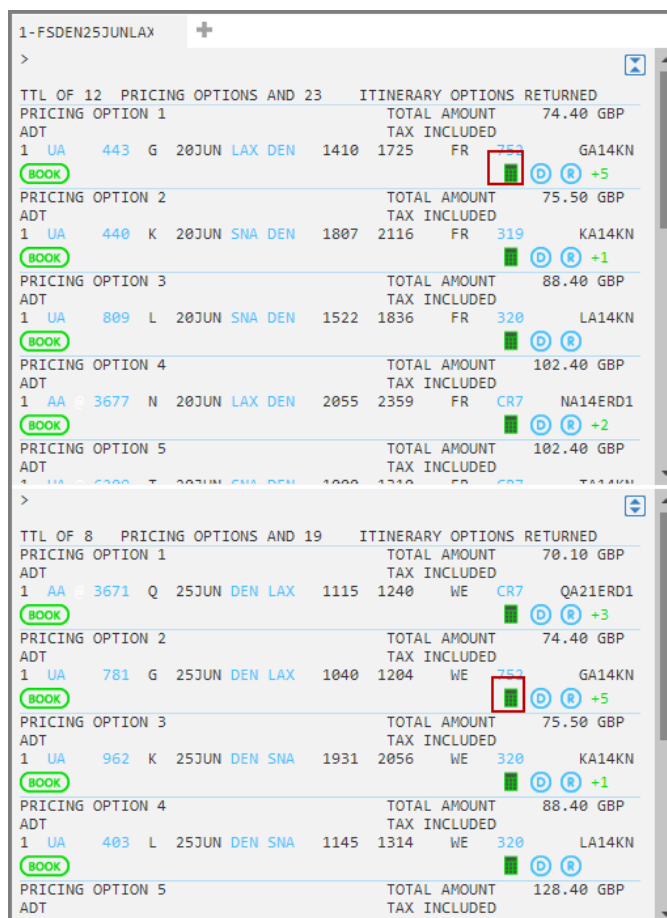 1-FSDEN25JUNLAX
>
TTL OF 12 PRICING OPTIONS AND 23 ITINERARY OPTIONS RETURNED
PRICING OPTION 1 TOTAL AMOUNT 74.40 GBP
ADT TAX INCLUDED
1 UA 443 G 20JUN LAX DEN 1410 1725 FR 752 GA14KN
BOOK D R +5
PRICING OPTION 2 TOTAL AMOUNT 75.50 GBP
ADT TAX INCLUDED
1 UA 440 K 20JUN SNA DEN 1807 2116 FR 319 KA14KN
BOOK D R +1
PRICING OPTION 3 TOTAL AMOUNT 88.40 GBP
ADT TAX INCLUDED
1 UA 809 L 20JUN SNA DEN 1522 1836 FR 320 LA14KN
BOOK D R
PRICING OPTION 4 TOTAL AMOUNT 102.40 GBP
ADT TAX INCLUDED
1 AA @ 3677 N 20JUN LAX DEN 2055 2359 FR CR7 NA14ERD1
BOOK D R +2
PRICING OPTION 5 TOTAL AMOUNT 102.40 GBP
ADT TAX INCLUDED
>
TTL OF 8 PRICING OPTIONS AND 19 ITINERARY OPTIONS RETURNED
PRICING OPTION 1 TOTAL AMOUNT 70.10 GBP
ADT TAX INCLUDED
1 AA @ 3671 Q 25JUN DEN LAX 1115 1240 WE CR7 QA21ERD1
BOOK D R +3
PRICING OPTION 2 TOTAL AMOUNT 74.40 GBP
ADT TAX INCLUDED
1 UA 781 G 25JUN DEN LAX 1040 1204 WE 752 GA14KN
BOOK D R +5
PRICING OPTION 3 TOTAL AMOUNT 75.50 GBP
ADT TAX INCLUDED
1 UA 962 K 25JUN DEN SNA 1931 2056 WE 320 KA14KN
BOOK D R +1
PRICING OPTION 4 TOTAL AMOUNT 88.40 GBP
ADT TAX INCLUDED
1 UA 403 L 25JUN DEN SNA 1145 1314 WE 320 LA14KN
BOOK D R
PRICING OPTION 5 TOTAL AMOUNT 128.40 GBP
ADT TAX INCLUDED